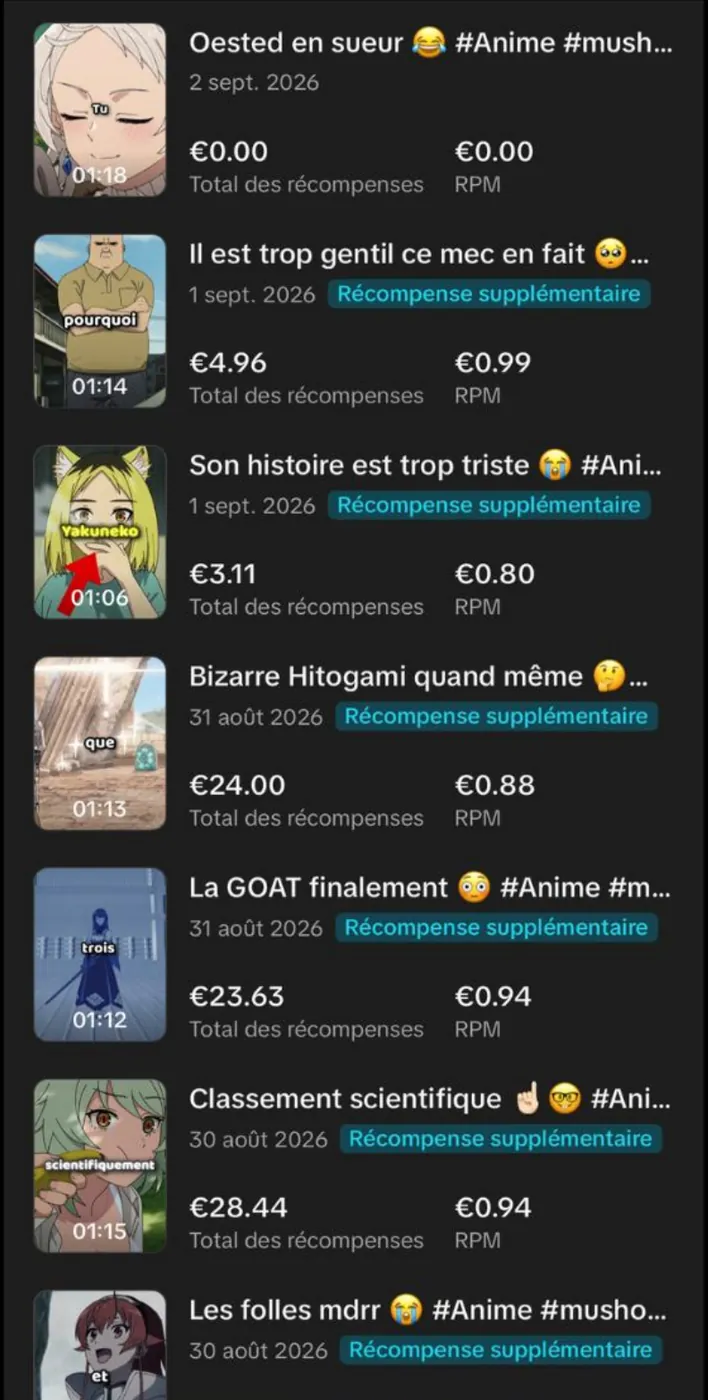 Oested en sueur 😂 #Anime #mush...
2 sept. 2026
Tu
01:18
€0.00 €0.00
Total des récompenses RPM
Il est trop gentil ce mec en fait 🥹...
1 sept. 2026 Récompense supplémentaire
pourquoi
01:14
€4.96 €0.99
Total des récompenses RPM
Son histoire est trop triste 😭 #Ani...
1 sept. 2026 Récompense supplémentaire
Yakuneko
01:06
€3.11 €0.80
Total des récompenses RPM
Bizarre Hitogami quand même 🤔...
31 août 2026 Récompense supplémentaire
que
01:13
€24.00 €0.88
Total des récompenses RPM
La GOAT finalement 😳 #Anime #m...
31 août 2026 Récompense supplémentaire
trois
01:12
€23.63 €0.94
Total des récompenses RPM
Classement scientifique ☝🏻🤓 #Ani...
30 août 2026 Récompense supplémentaire
scientifiquement
01:15
€28.44 €0.94
Total des récompenses RPM
Les folles mdrr 😭 #Anime #musho...
30 août 2026 Récompense supplémentaire
et